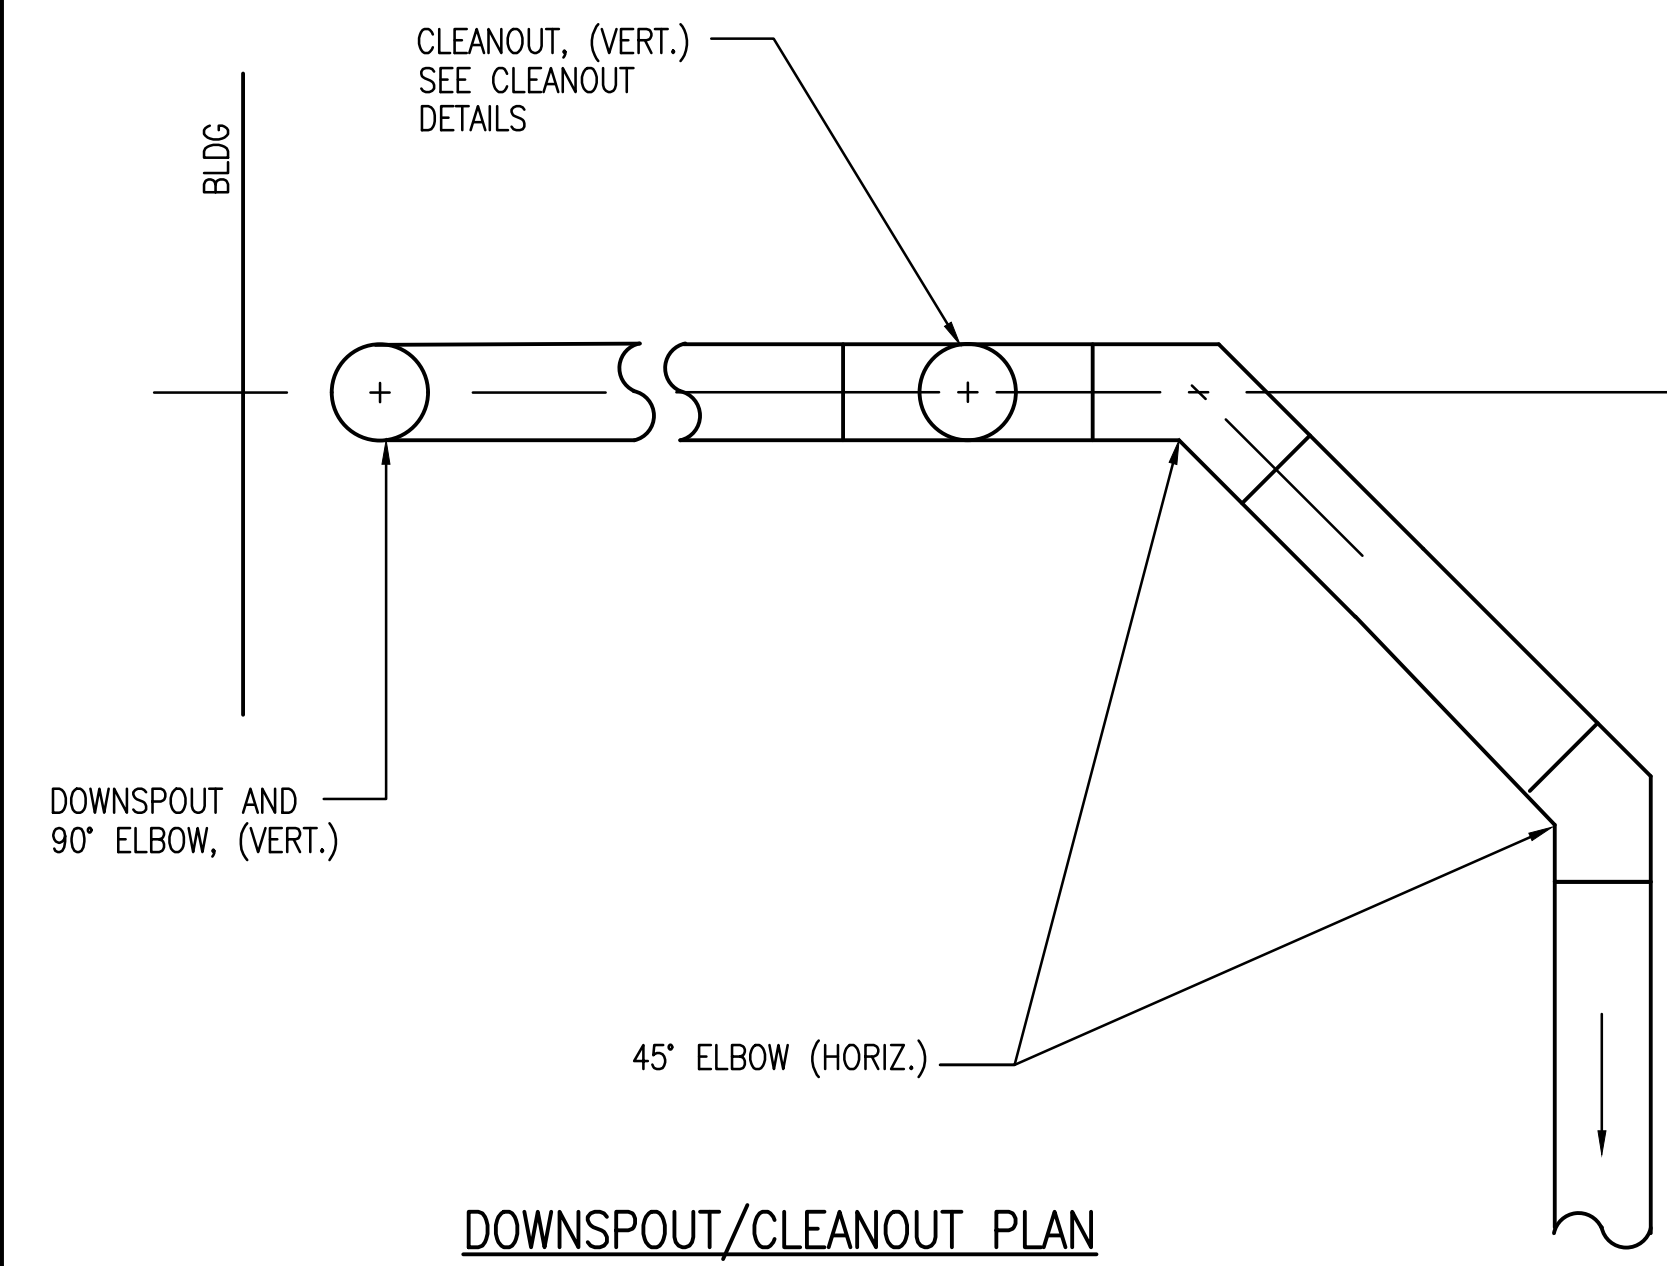 CLEANOUT, (VERT.)
SEE CLEANOUT
DETAILS
BLDG
DOWNSPOUT AND
90° ELBOW, (VERT.)
45° ELBOW (HORIZ.)
DOWNSPOUT/CLEANOUT PLAN